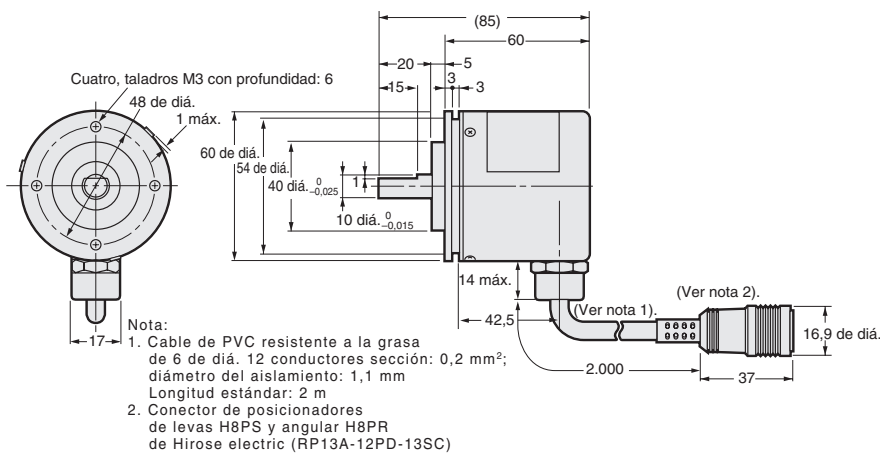 (85)
60
20
5
3
15
3
Cuatro, taladros M3 con profundidad: 6
48 de diá.
1 máx.
60 de diá.
54 de diá.
40 diá. 0 -0,025
1
10 diá. 0 -0,015
14 máx.
(Ver nota 2).
(Ver nota 1).
42,5
16,9 de diá.
17
2.000
37
Nota:
1. Cable de PVC resistente a la grasa
de 6 de diá. 12 conductores sección: 0,2 mm²;
diámetro del aislamiento: 1,1 mm
Longitud estándar: 2 m
2. Conector de posicionadores
de levas H8PS y angular H8PR
de Hirose electric (RP13A-12PD-13SC)